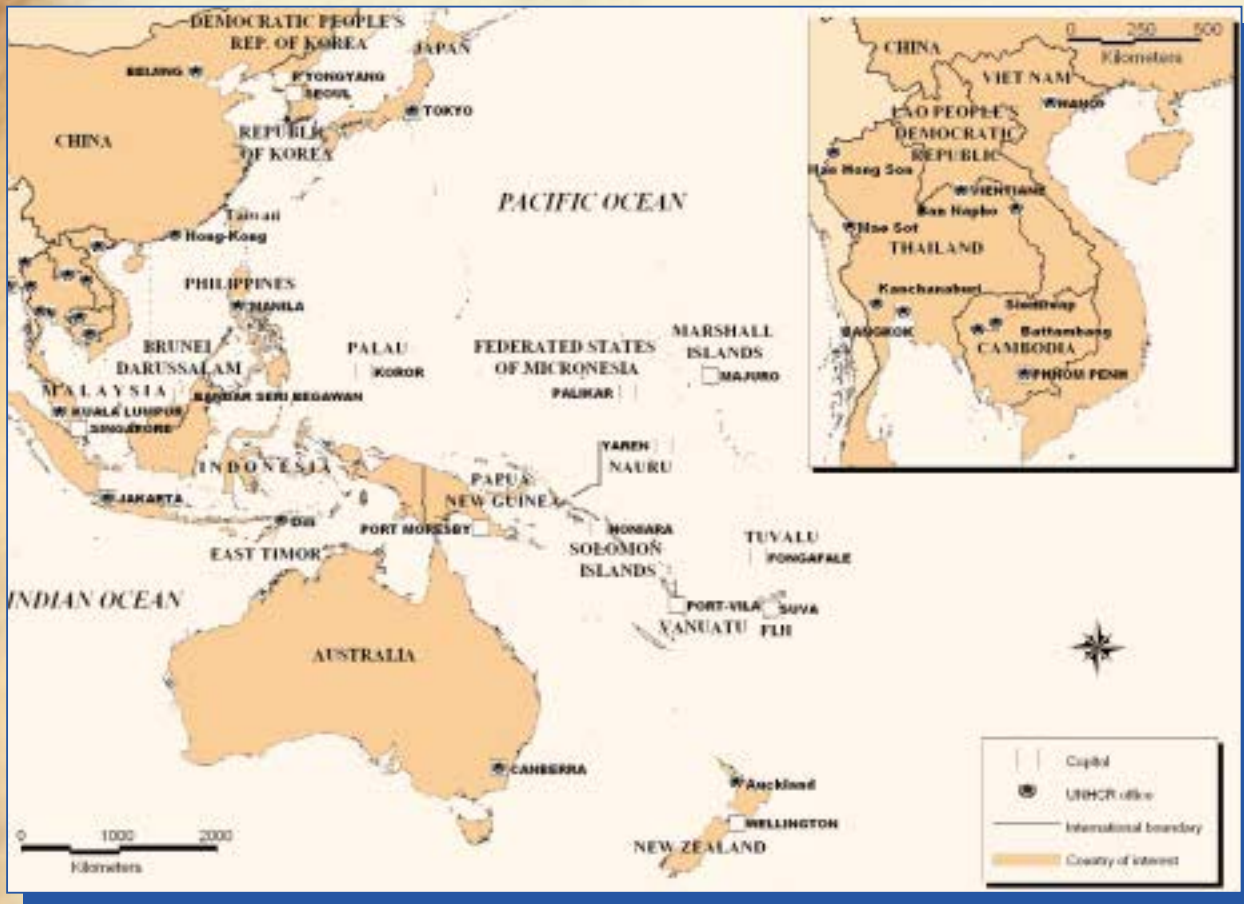 DEMOCRATIC PEOPLE'S
REP. OF KOREA
JAPAN
BEIJING
P'YONGYANG
SEOUL
TOKYO
CHINA
REPUBLIC
OF KOREA
PACIFIC OCEAN
Taiwan
Hong-Kong
PHILIPPINES
MANILA
BRUNEI
DARUSSALAM
PALAU
KOROR
FEDERATED STATES
OF MICRONESIA
PALIKAR
MARSHALL
ISLANDS
MAJURO
MALAYSIA
BANDAR SERI BEGAWAN
KUALA LUMPUR
SINGAPORE
INDONESIA
YAREN
NAURU
PAPUA
NEW GUINEA
JAKARTA
Dili
PORT MORESBY
HONIARA
SOLOMON
ISLANDS
TUVALU
FONGAFALE
EAST TIMOR
INDIAN OCEAN
PORT-VILA
SUVA
VANUATU
FIJI
AUSTRALIA
CANBERRA
Auckland
WELLINGTON
NEW ZEALAND
0 1000 2000
Kilometers
0 250 500
Kilometers
CHINA
VIET NAM
HANOI
LAO PEOPLE'S
DEMOCRATIC
REPUBLIC
Mae Hong Son
VIENTIANE
Ban Napho
Mae Sot
THAILAND
Kanchanaburi
BANGKOK
Battambang
CAMBODIA
PHNOM PENH
Capital
UNHCR office
International boundary
Country of interest